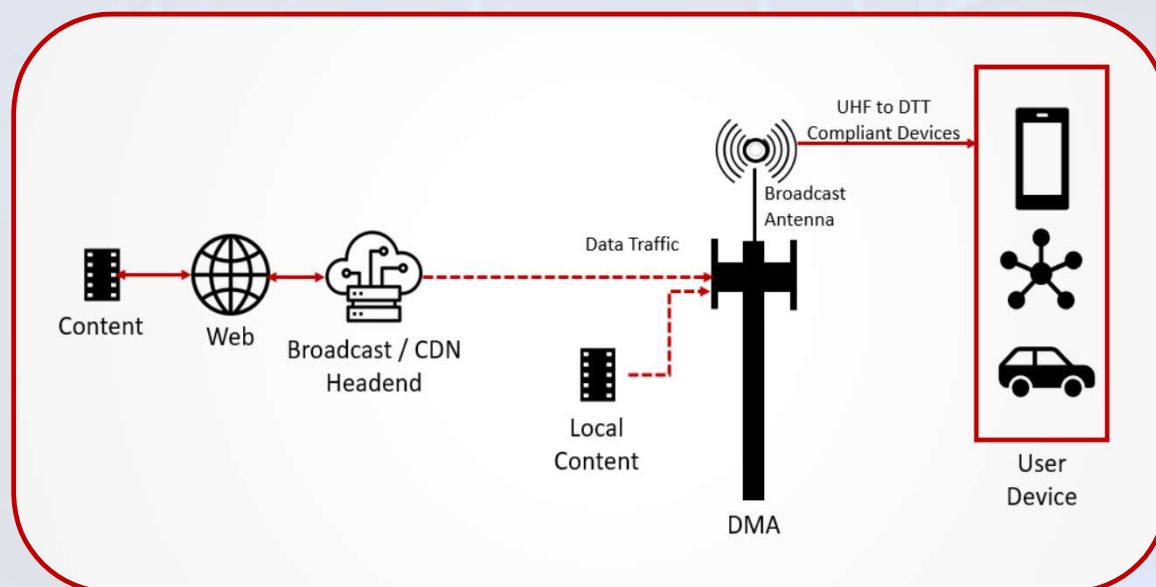 Content
Web
Broadcast / CDN
Headend
Data Traffic
Local
Content
UHF to DTT
Compliant Devices
Broadcast
Antenna
DMA
User
Device